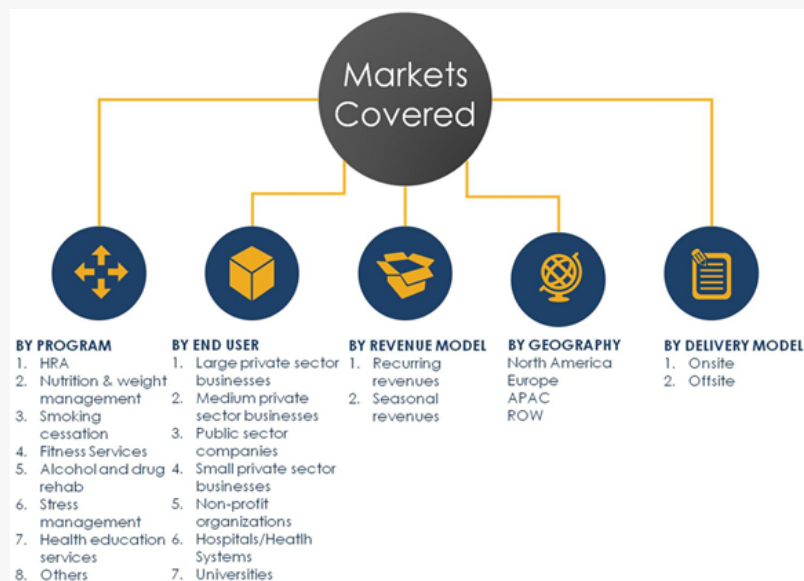 Markets
Covered
BY PROGRAM
1. HRA
2. Nutrition & weight
management
3. Smoking
cessation
4. Fitness Services
5. Alcohol and drug
rehab
6. Stress
management
7. Health education
services
8. Others
BY END USER
1. Large private sector
businesses
2. Medium private
sector businesses
3. Public sector
companies
4. Small private sector
businesses
5. Non-profit
organizations
6. Hospitals/Heatlh
Systems
7. Universities
BY REVENUE MODEL
1. Recurring
revenues
2. Seasonal
revenues
BY GEOGRAPHY
North America
Europe
APAC
ROW
BY DELIVERY MODEL
1. Onsite
2. Offsite